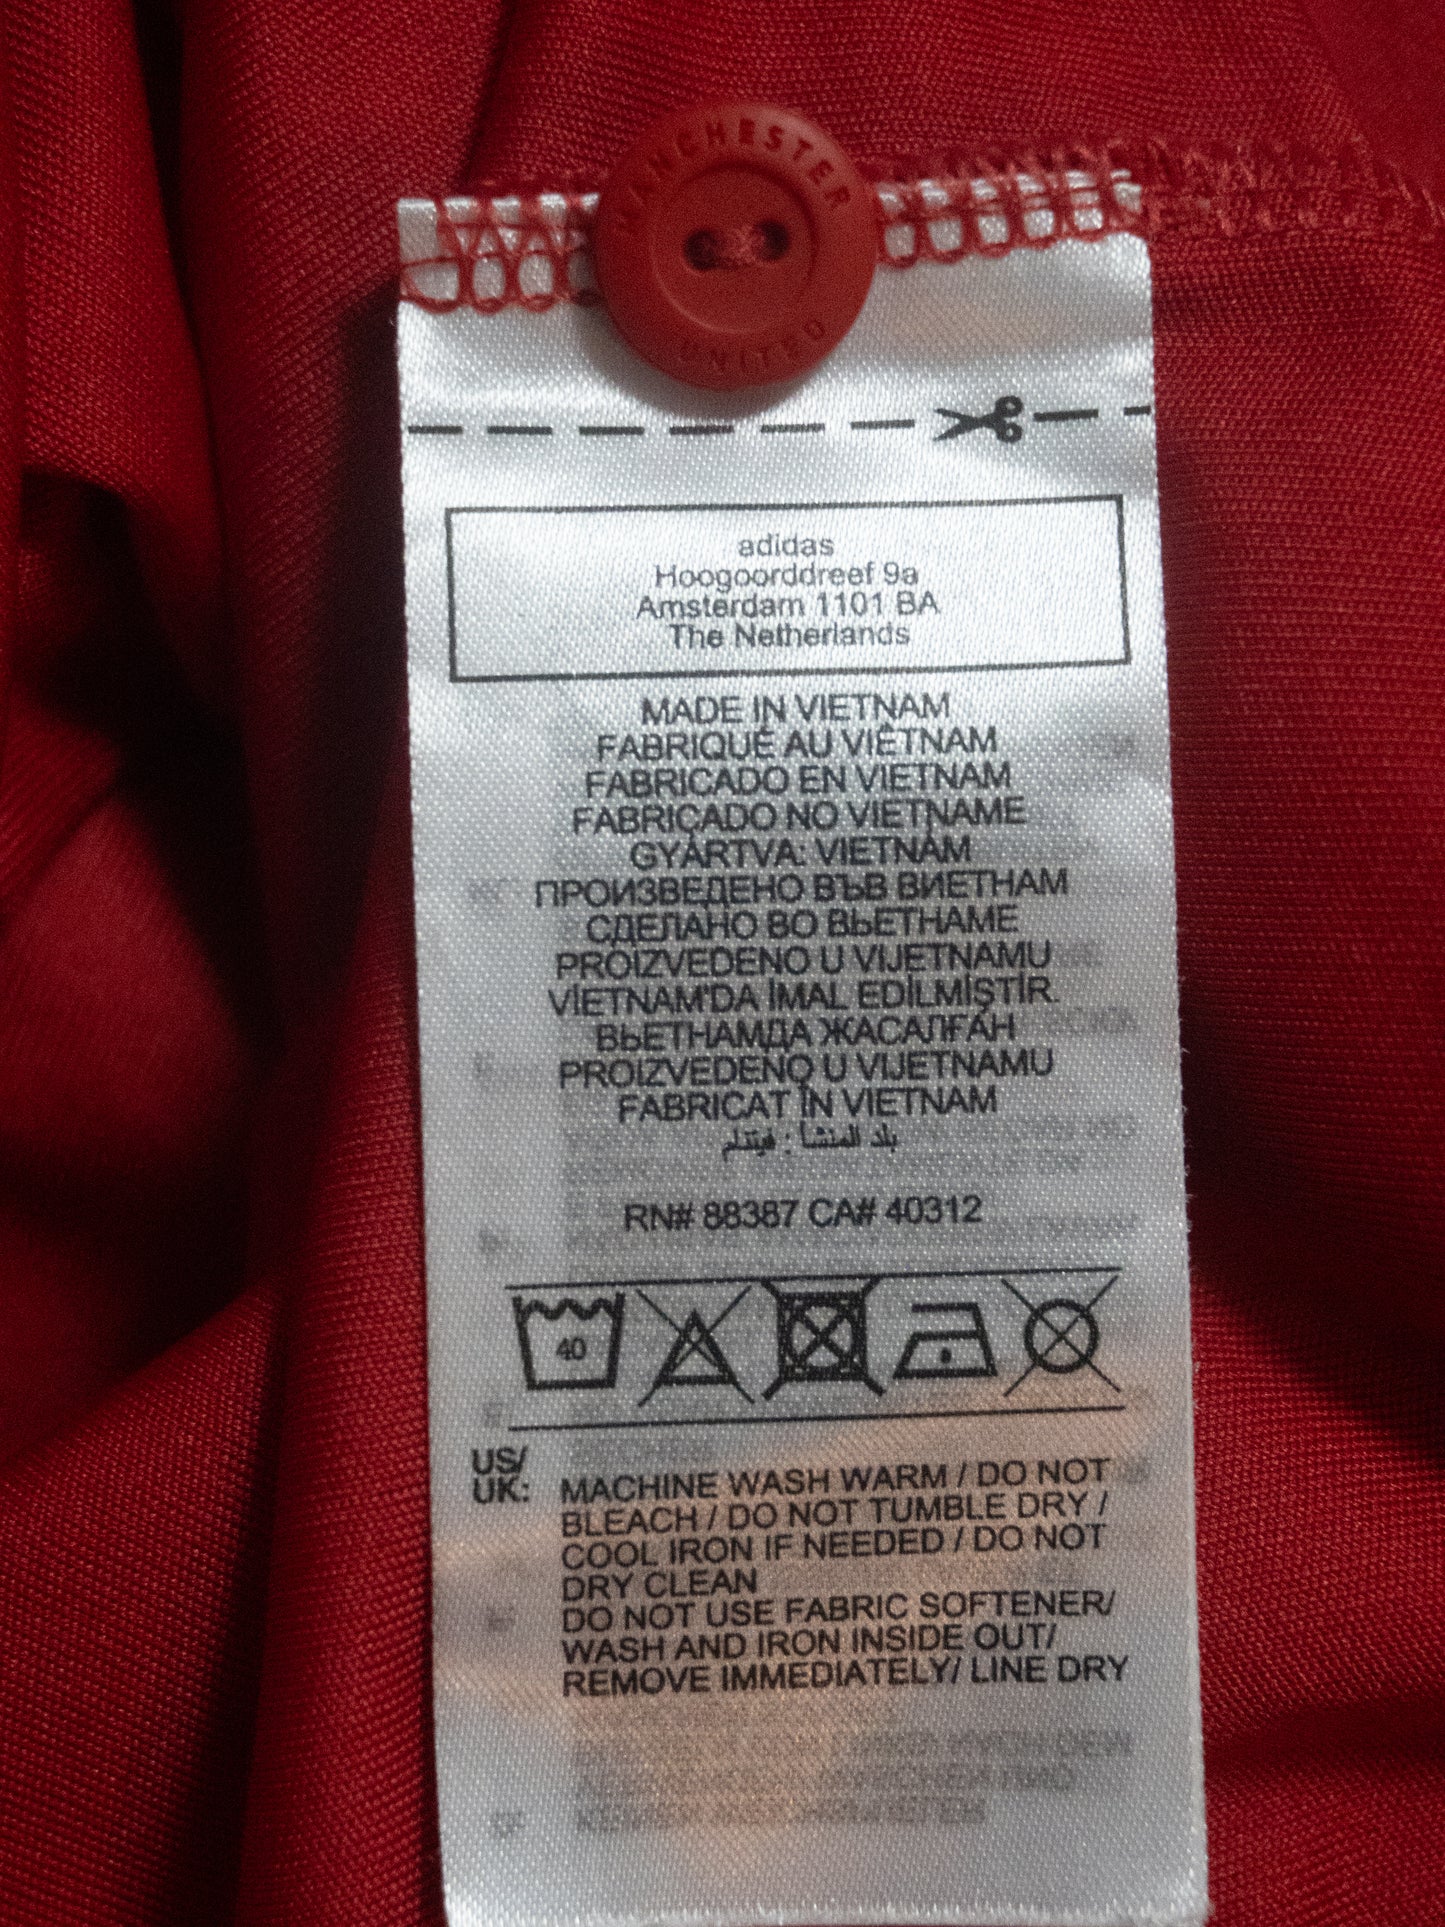 MANCHESTER
UNITED
adidas
Hoogoorddreef 9a
Amsterdam 1101 BA
The Netherlands
MADE IN VIETNAM
FABRIQUÉ AU VIÊTNAM
FABRICADO EN VIETNAM
FABRICADO NO VIETNAME
GYÁRTVA: VIETNÁM
ПРОИЗВЕДЕНО ВЪВ ВИЕТНАМ
СДЕЛАНО ВО ВЬЕТНАМЕ
PROIZVEDENO U VIJETNAMU
VİETNAM'DA İMAL EDİLMİŞTİR.
ВЬЕТНАМДА ЖАСАЛҒАН
PROIZVEDENO U VIJETNAMU
FABRICAT ÎN VIETNAM
بلد المنشأ : فيتنام
RN# 88387 CA# 40312
40
US/
UK:
MACHINE WASH WARM / DO NOT
BLEACH / DO NOT TUMBLE DRY /
COOL IRON IF NEEDED / DO NOT
DRY CLEAN
DO NOT USE FABRIC SOFTENER/
WASH AND IRON INSIDE OUT/
REMOVE IMMEDIATELY/ LINE DRY